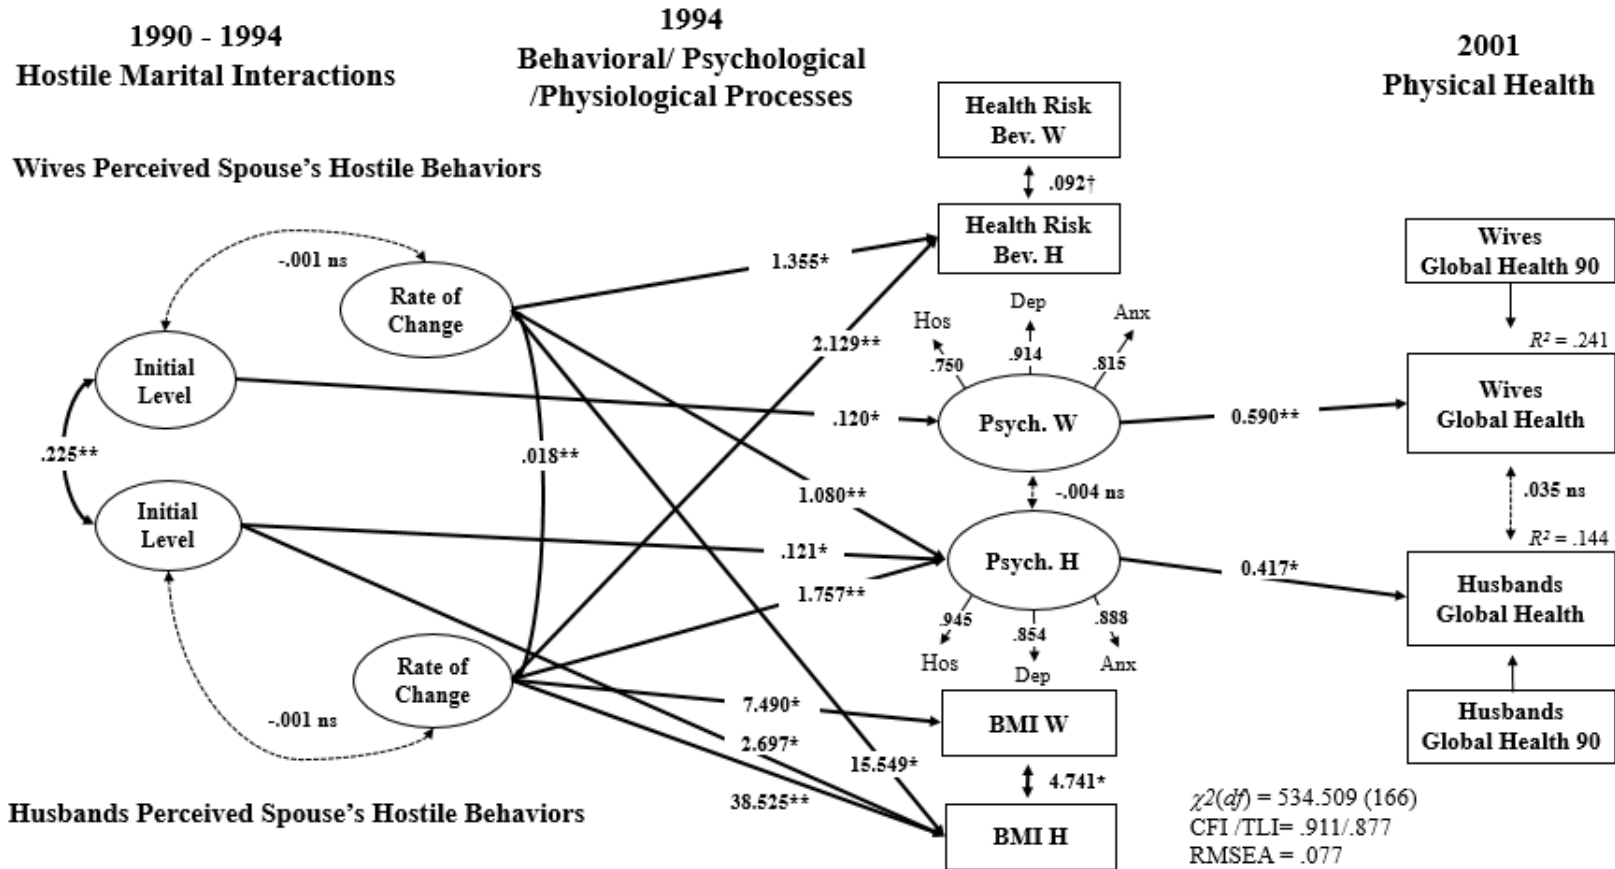 1990 - 1994
Hostile Marital Interactions
1994
Behavioral/ Psychological
/Physiological Processes
2001
Physical Health
Wives Perceived Spouse's Hostile Behaviors
Health Risk
Bev. W
.092†
Health Risk
Bev. H
-.001 ns
Rate of
Change
1.355*
Initial
Level
2.129**
.120*
.225**
.018**
Initial
Level
1.080**
.121*
1.757**
Rate of
Change
-.001 ns
7.490*
2.697*
15.549*
38.525**
Husbands Perceived Spouse's Hostile Behaviors
Hos
Dep
Anx
.750
.914
.815
Psych. W
0.590**
-.004 ns
Psych. H
0.417*
.945
.854
.888
Hos
Dep
Anx
BMI W
4.741*
BMI H
Wives
Global Health 90
R² = .241
Wives
Global Health
.035 ns
R² = .144
Husbands
Global Health
Husbands
Global Health 90
χ2(df) = 534.509 (166)
CFI /TLI= .911/.877
RMSEA = .077